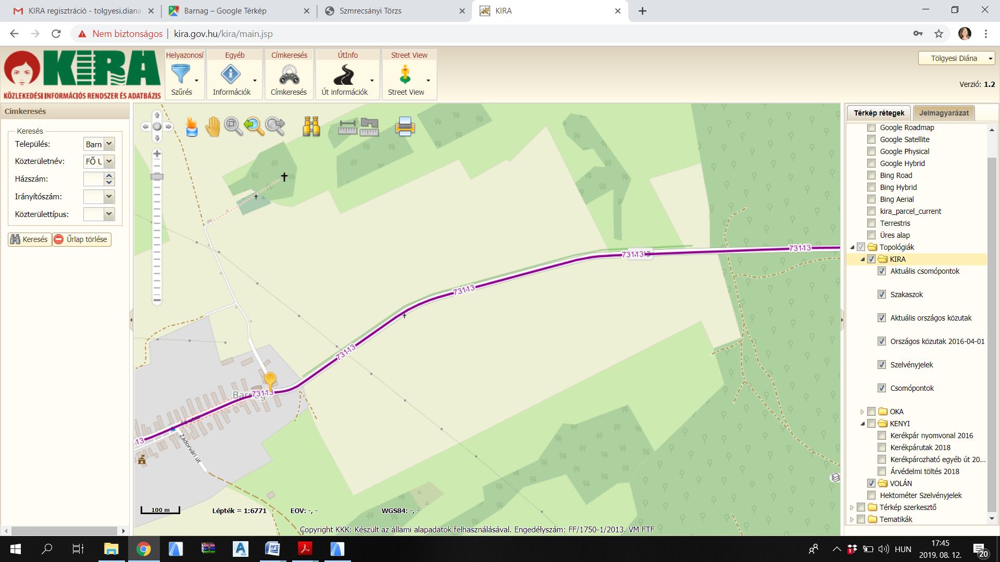 KIRA regisztráció - tolgyesi.diana
Barnag – Google Térkép
Szmrecsányi Törzs
KIRA
Nem biztonságos
kira.gov.hu/kira/main.jsp
KIRA
KÖZLEKEDÉSI INFORMÁCIÓS RENDSZER ÉS ADATBÁZIS
Helyazonosí
Szűrés
Egyéb
Információk
Címkeresés
Címkeresés
ÚtInfo
Út információk
Street View
Street View
Tölgyesi Diána
Verzió: 1.2
Címkeresés
Keresés
Település:
Barn
Közterületnév:
FŐ U
Házszám:
Irányítószám:
Közterülettípus:
Keresés
Űrlap törlése
73113
73113
73113
73113
73113
Barnag
Fő utca
Zádorvári út
100 m
Lépték = 1:6771
EOV: -, -
WGS84: -, -
Copyright KKK: Készült az állami alapadatok felhasználásával. Engedélyszám: FF/1750-1/2013. VM FTF
Térkép rétegek
Jelmagyarázat
Google Roadmap
Google Satellite
Google Physical
Google Hybrid
Bing Road
Bing Hybrid
Bing Aerial
kira_parcel_current
Terrestris
Üres alap
Topológiák
KIRA
Aktuális csomópontok
Szakaszok
Aktuális országos közutak
Országos közutak 2016-04-01
Szelvényjelek
Csomópontok
OKA
KENYI
Kerékpár nyomvonal 2016
Kerékpárutak 2018
Kerékpározható egyéb út 20...
Árvédelmi töltés 2018
VOLÁN
Hektométer Szelvényjelek
Térkép szerkesztő
Tematikák
HUN
17:45
2019. 08. 12.
20